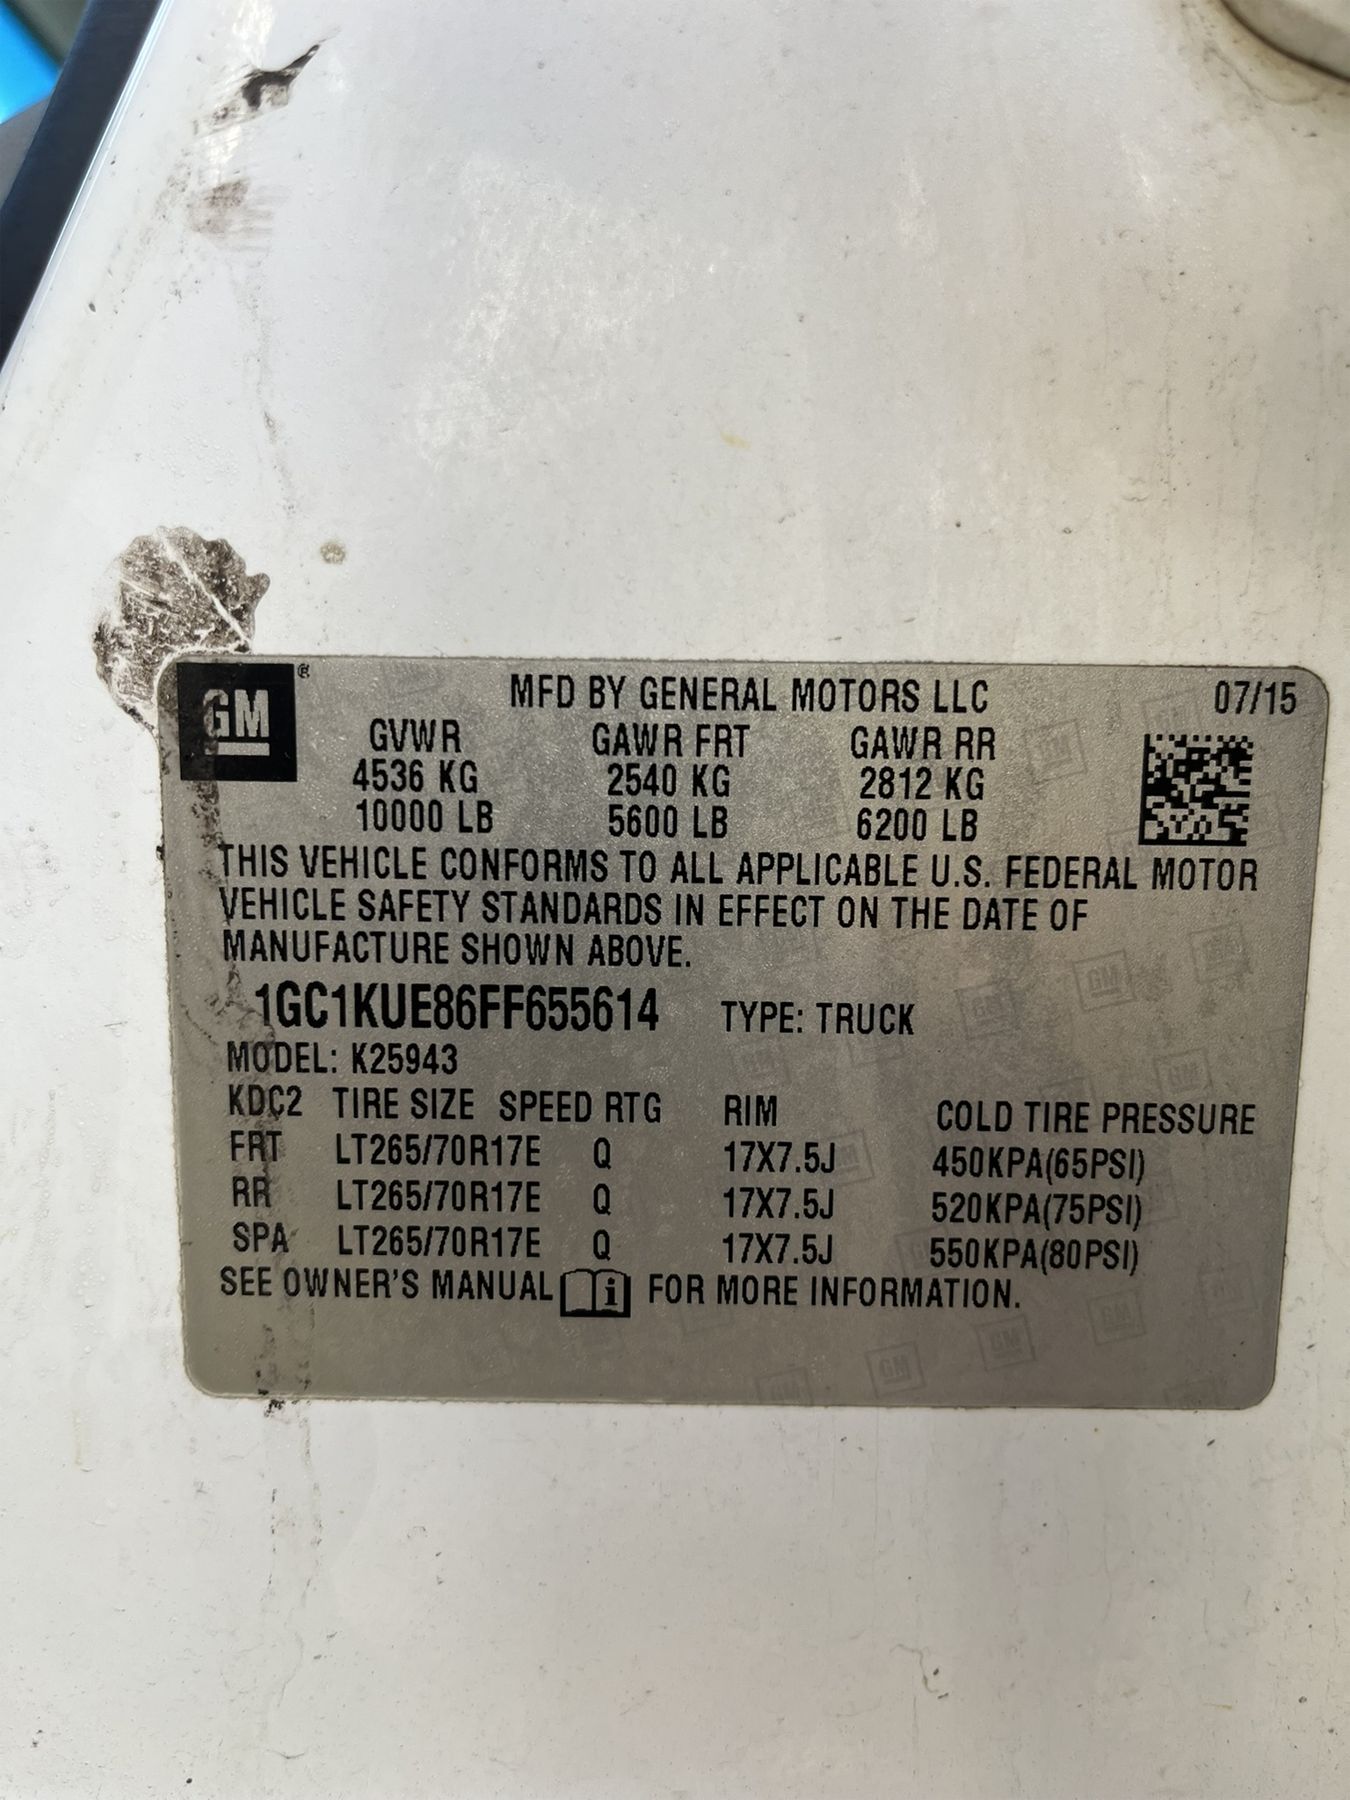 GM ® MFD BY GENERAL MOTORS LLC 07/15
GVWR GAWR FRT GAWR RR
4536 KG 2540 KG 2812 KG
10000 LB 5600 LB 6200 LB
THIS VEHICLE CONFORMS TO ALL APPLICABLE U.S. FEDERAL MOTOR
VEHICLE SAFETY STANDARDS IN EFFECT ON THE DATE OF
MANUFACTURE SHOWN ABOVE.
1GC1KUE86FF655614 TYPE: TRUCK
MODEL: K25943
KDC2 TIRE SIZE SPEED RTG RIM COLD TIRE PRESSURE
FRT LT265/70R17E Q 17X7.5J 450KPA(65PSI)
RR LT265/70R17E Q 17X7.5J 520KPA(75PSI)
SPA LT265/70R17E Q 17X7.5J 550KPA(80PSI)
SEE OWNER'S MANUAL i FOR MORE INFORMATION.